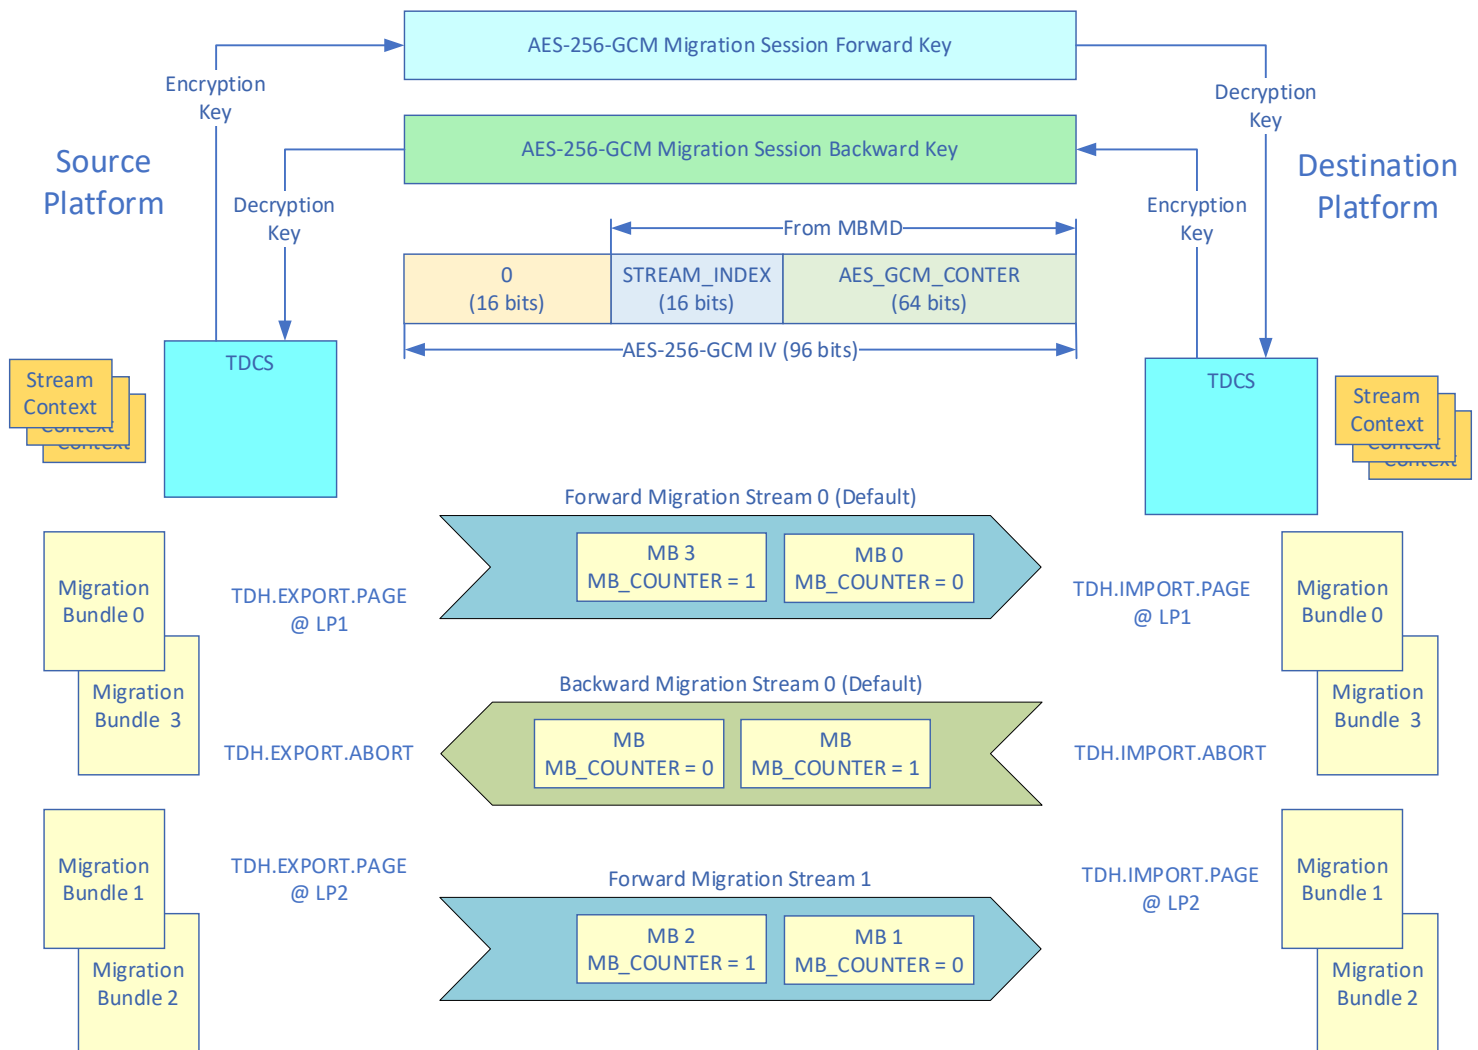 AES-256-GCM Migration Session Forward Key
Encryption
Key
Decryption
Key
AES-256-GCM Migration Session Backward Key
Source
Platform
Destination
Platform
Decryption
Key
Encryption
Key
From MBMD
0
(16 bits)
STREAM_INDEX
(16 bits)
AES_GCM_CONTER
(64 bits)
AES-256-GCM IV (96 bits)
TDCS
TDCS
Stream
Context
Context
Context
Stream
Context
Context
Context
Forward Migration Stream 0 (Default)
Migration
Bundle 0
TDH.EXPORT.PAGE
@ LP1
MB 3
MB_COUNTER = 1
MB 0
MB_COUNTER = 0
TDH.IMPORT.PAGE
@ LP1
Migration
Bundle 0
Migration
Bundle 3
Backward Migration Stream 0 (Default)
TDH.EXPORT.ABORT
MB
MB_COUNTER = 0
MB
MB_COUNTER = 1
TDH.IMPORT.ABORT
Migration
Bundle 3
Migration
Bundle 1
TDH.EXPORT.PAGE
@ LP2
Forward Migration Stream 1
MB 2
MB_COUNTER = 1
MB 1
MB_COUNTER = 0
TDH.IMPORT.PAGE
@ LP2
Migration
Bundle 1
Migration
Bundle 2
Migration
Bundle 2